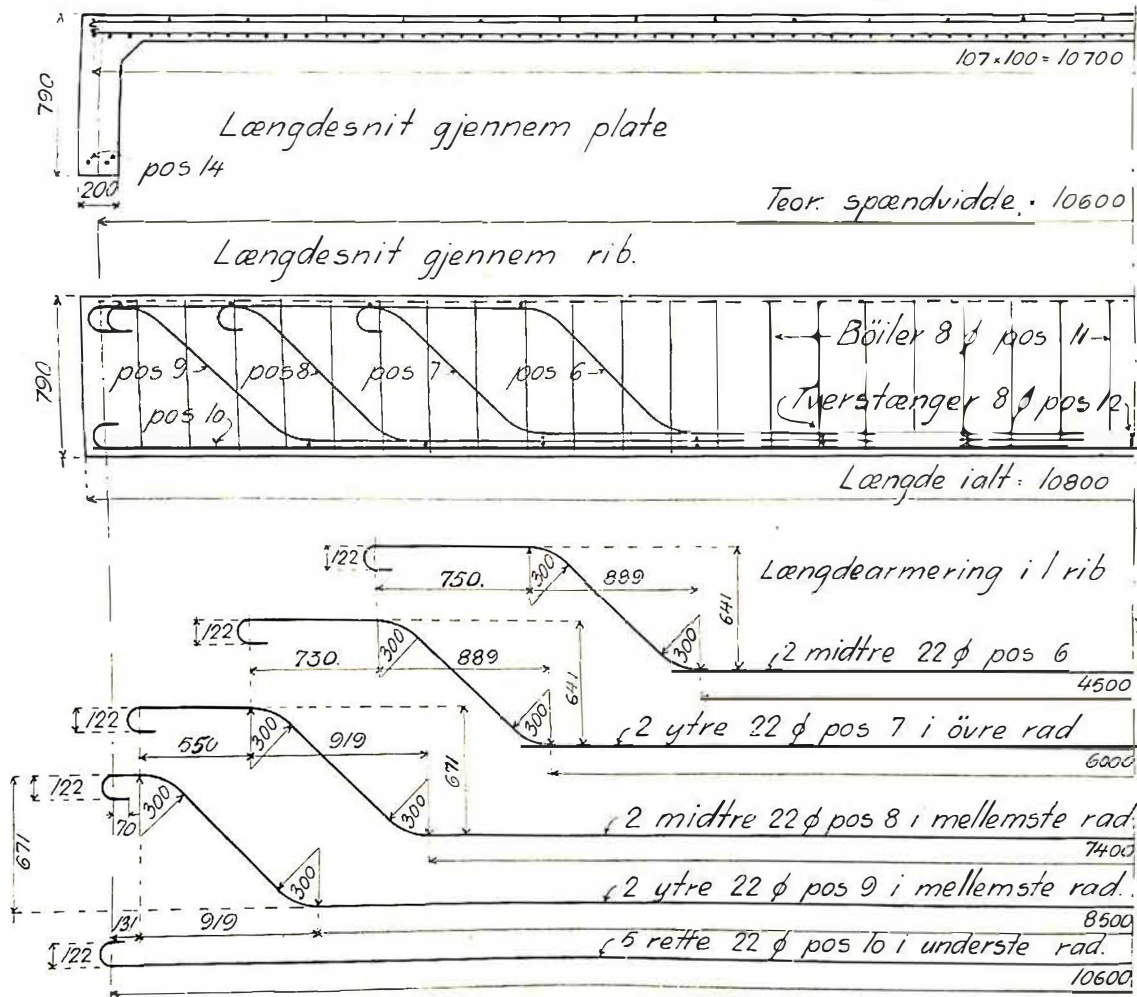 107 × 100 = 10700
790
Længdesnit gjennem plate
pos 14
200
Teor. spændvidde. · 10600
Længdesnit gjennem rib.
Böiler 8 ϕ pos 11
790
pos 9
pos 8
pos 7
pos 6
pos 10
Tverstænger 8 ϕ pos 12
Længde ialt: 10800
122
750.
300
889
641
Længdearmering i 1 rib
300
2 midtre 22 ϕ pos 6
4500
122
730.
300
889
641
300
2 ytre 22 ϕ pos 7 i övre rad
6000
122
550
300
919
671
300
2 midtre 22 ϕ pos 8 i mellemste rad
7400
122
70
300
671
300
2 ytre 22 ϕ pos 9 i mellemste rad.
8500
131
919
122
5 rette 22 ϕ pos 10 i underste rad.
10600